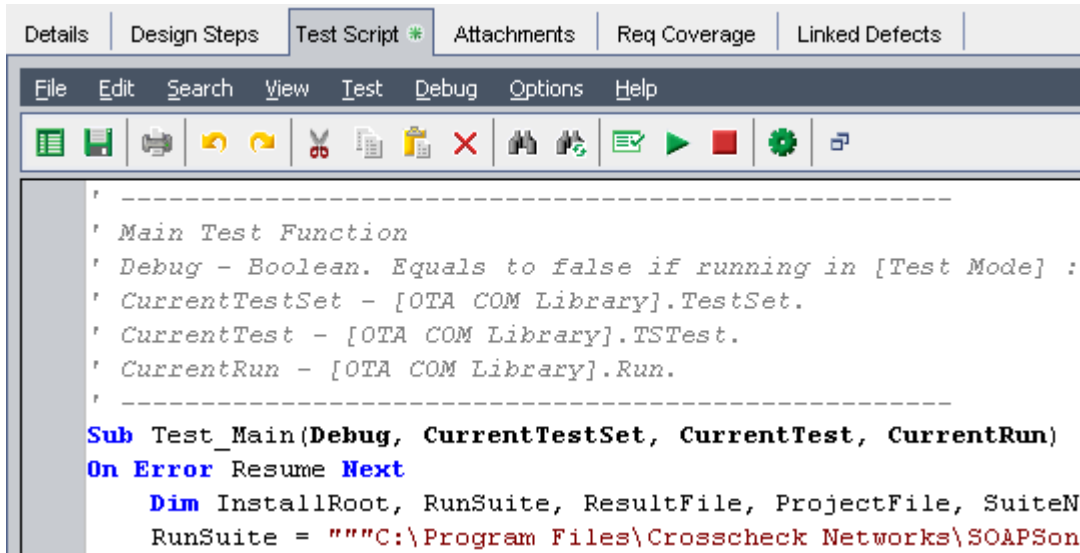 Details Design Steps Test Script Attachments Req Coverage Linked Defects
File Edit Search View Test Debug Options Help
' ------------------------------------------------------
' Main Test Function
' Debug - Boolean. Equals to false if running in [Test Mode] :
' CurrentTestSet - [OTA COM Library].TestSet.
' CurrentTest - [OTA COM Library].TSTest.
' CurrentRun - [OTA COM Library].Run.
' ------------------------------------------------------
Sub Test_Main(Debug, CurrentTestSet, CurrentTest, CurrentRun)
On Error Resume Next
Dim InstallRoot, RunSuite, ResultFile, ProjectFile, SuiteN
RunSuite = """C:\Program Files\Crosscheck Networks\SOAPSon